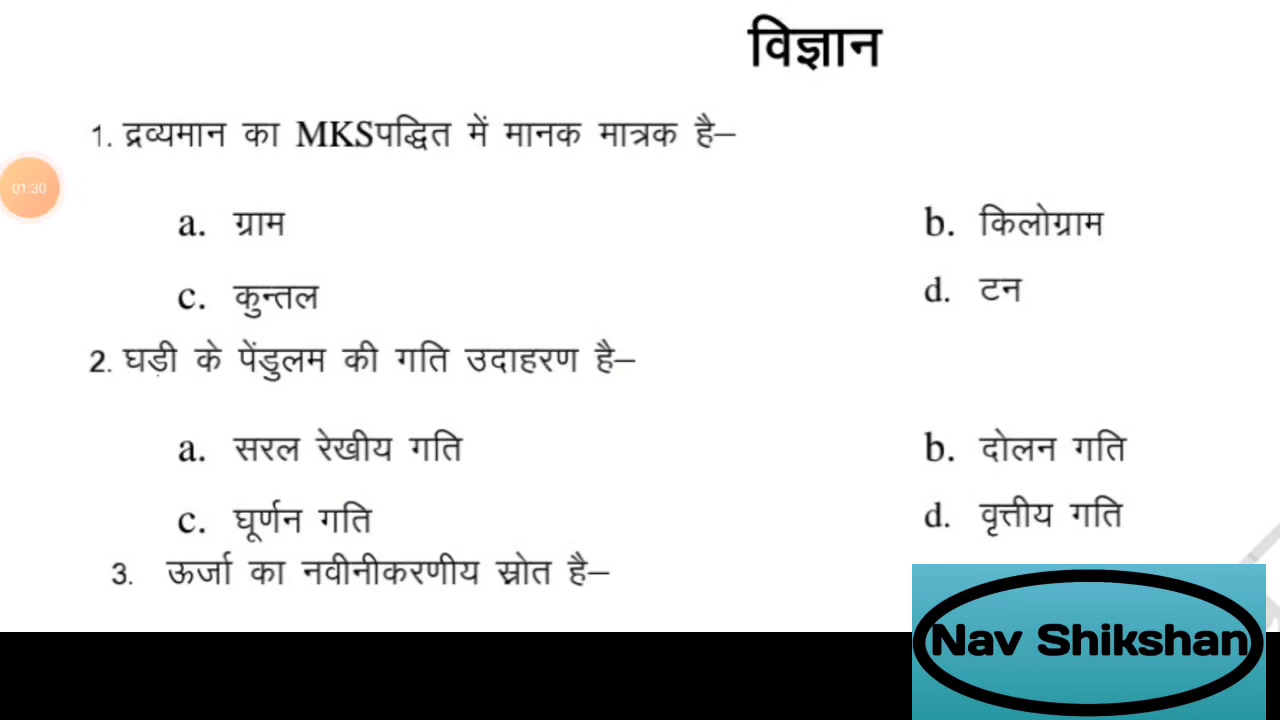 विज्ञान
1. द्रव्यमान का MKSपद्धित में मानक मात्रक है–
01:30
a. ग्राम b. किलोग्राम
c. कुन्तल d. टन
2. घड़ी के पेंडुलम की गति उदाहरण है–
a. सरल रेखीय गति b. दोलन गति
c. घूर्णन गति d. वृत्तीय गति
3. ऊर्जा का नवीनीकरणीय स्रोत है–
Nav Shikshan